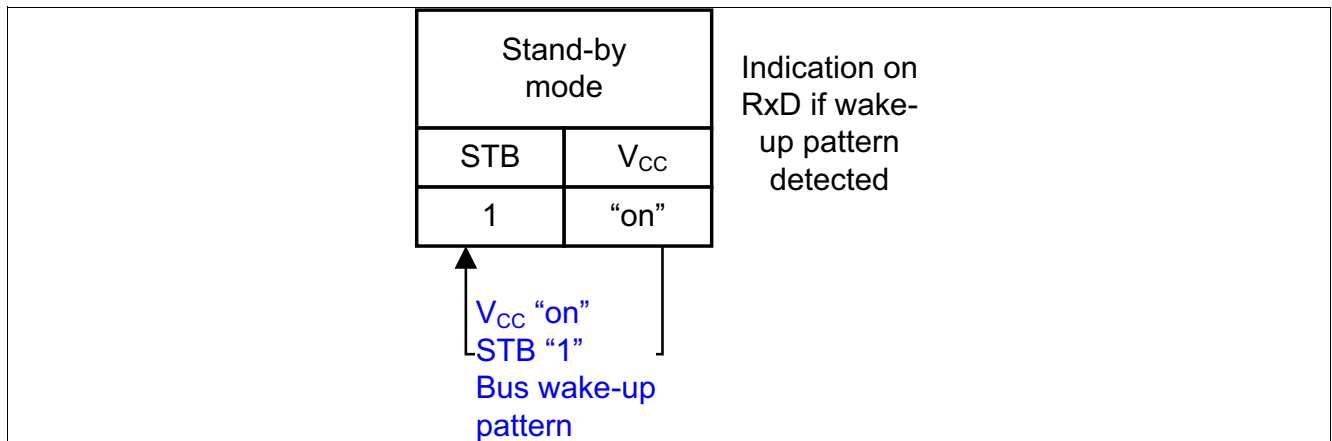 Stand-by
mode
Indication on
RxD if wake-
up pattern
detected
STB
VCC
1
“on”
VCC “on”
STB “1”
Bus wake-up
pattern